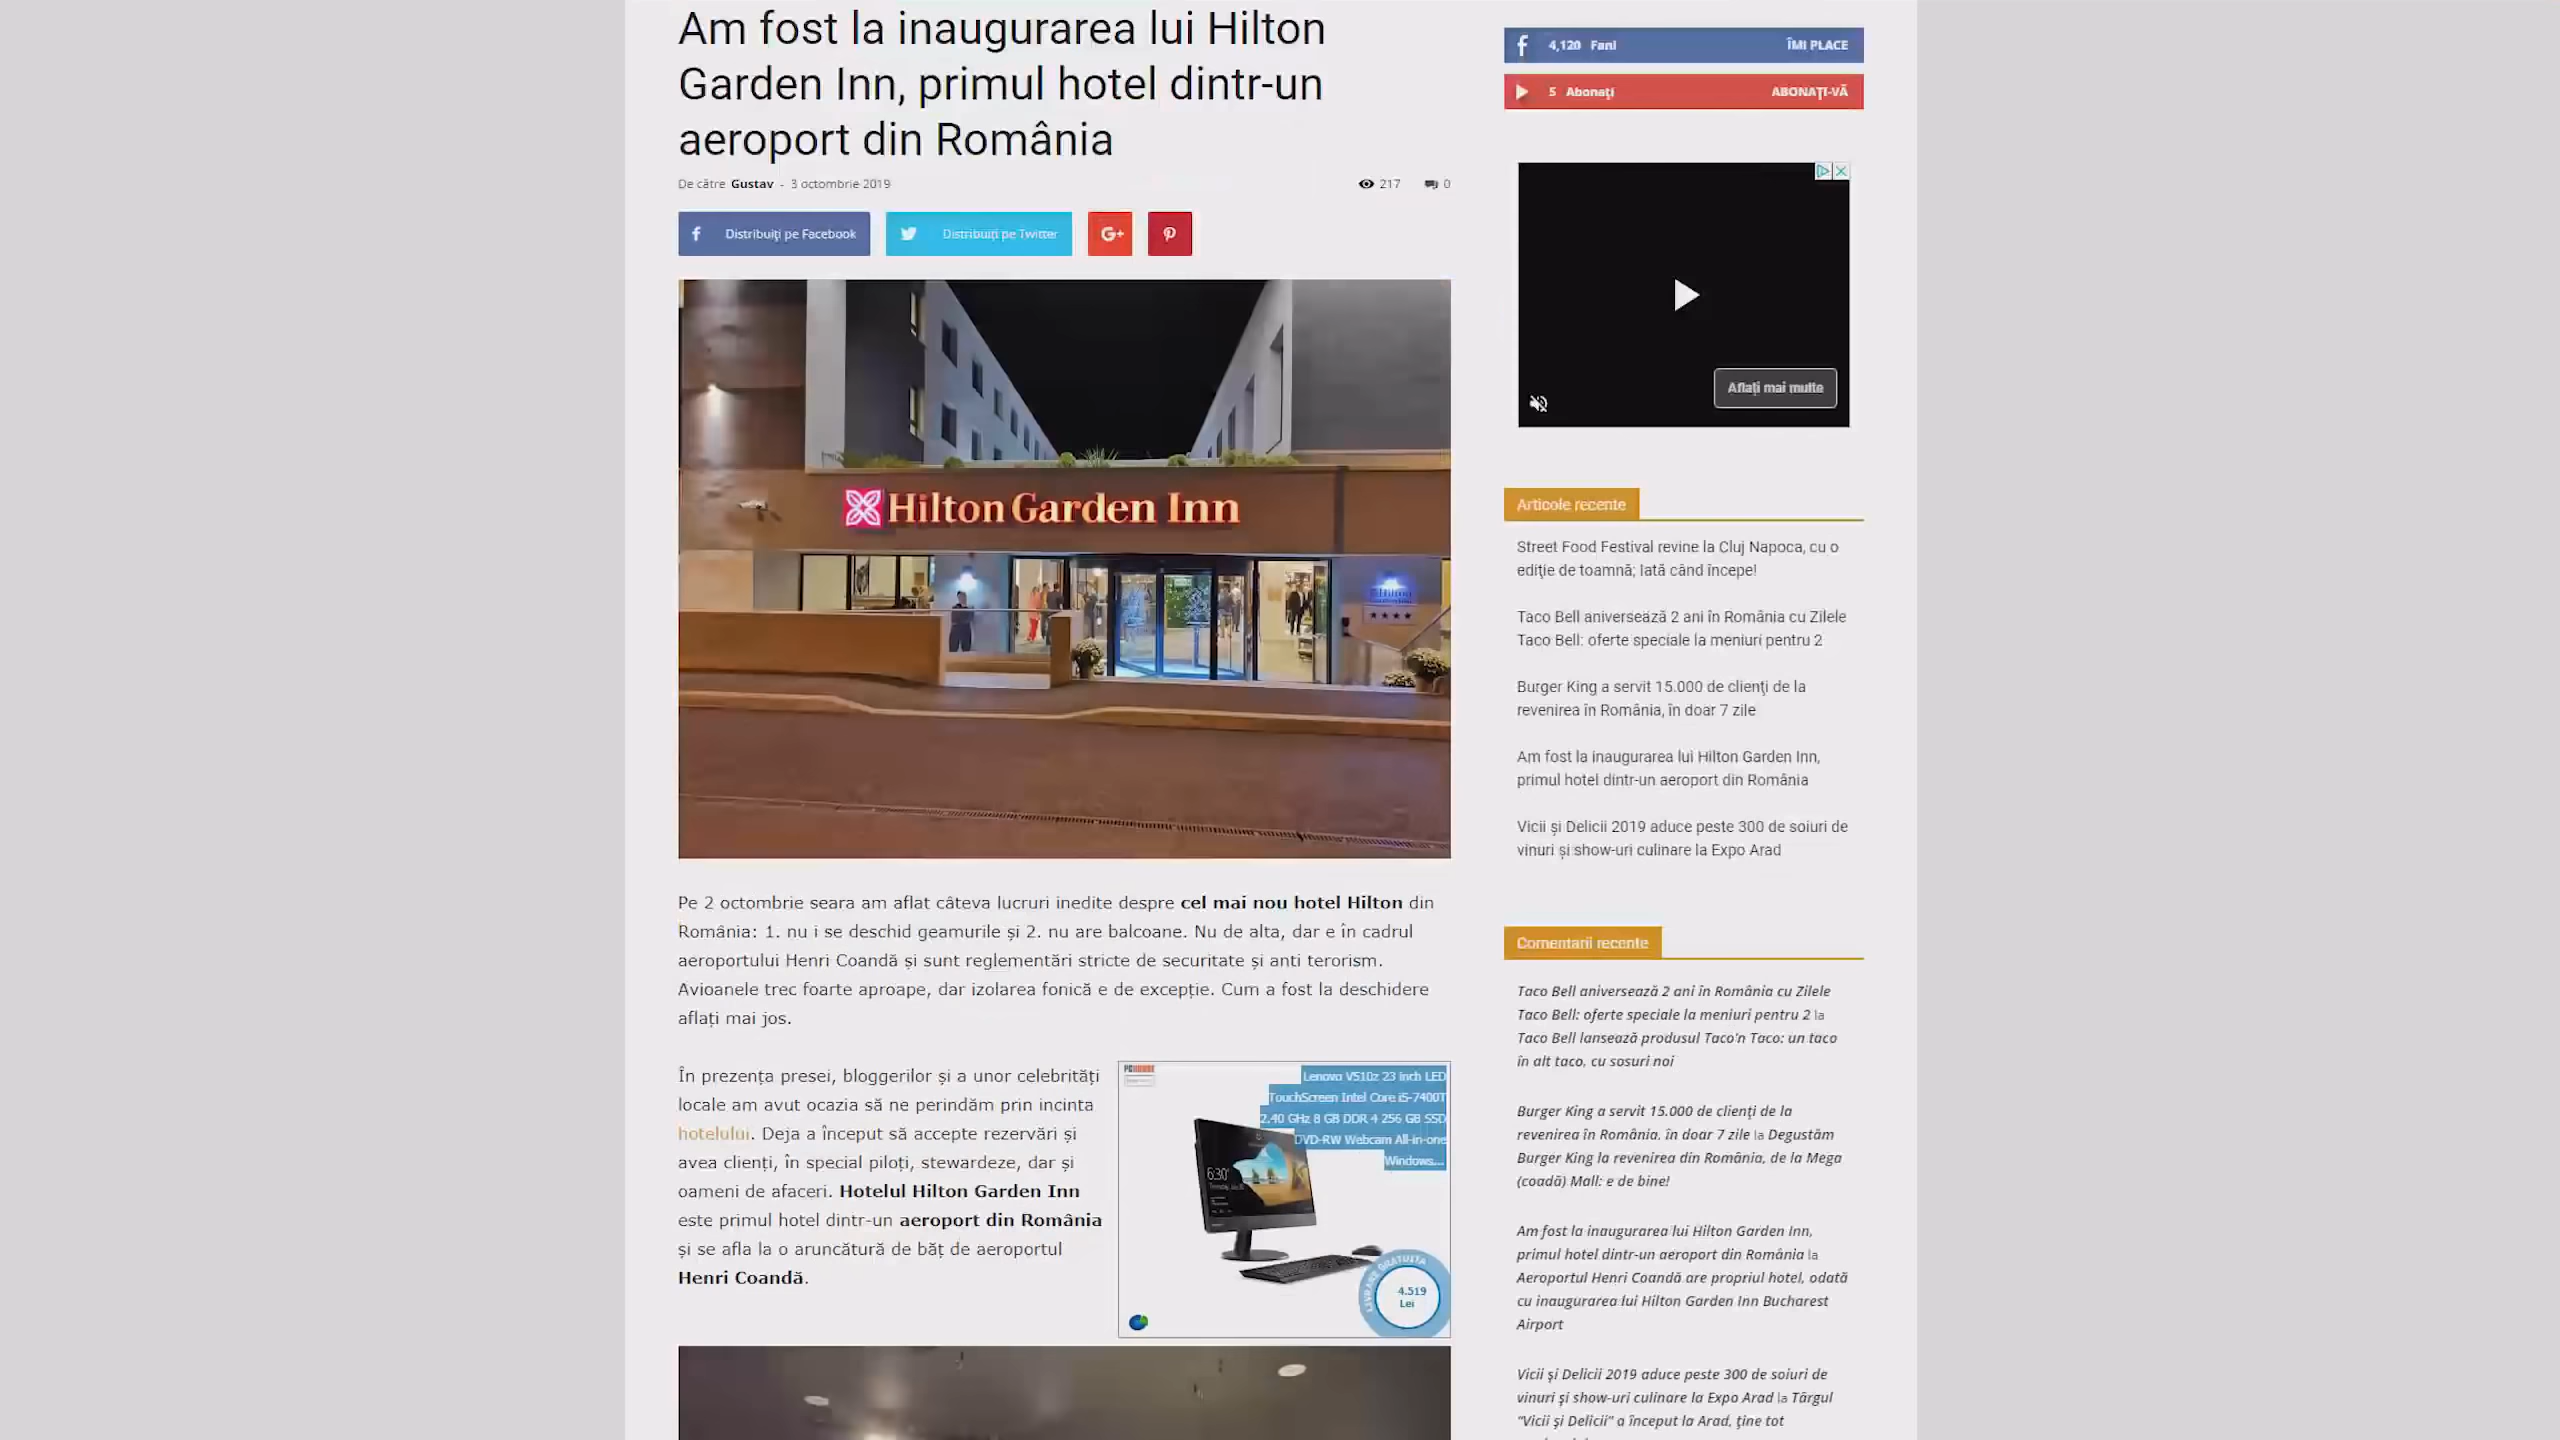 Am fost la inaugurarea lui Hilton
Garden Inn, primul hotel dintr-un
aeroport din România
De către Gustav - 3 octombrie 2019
217
0
Distribuiți pe Facebook
Distribuiți pe Twitter
G+
Hilton Garden Inn
Hilton
Pe 2 octombrie seara am aflat câteva lucruri inedite despre cel mai nou hotel Hilton din
România: 1. nu i se deschid geamurile și 2. nu are balcoane. Nu de alta, dar e în cadrul
aeroportului Henri Coandă și sunt reglementări stricte de securitate și anti terorism.
Avioanele trec foarte aproape, dar izolarea fonică e de excepție. Cum a fost la deschidere
aflați mai jos.
În prezența presei, bloggerilor și a unor celebrități
locale am avut ocazia să ne perindăm prin incinta
hotelului. Deja a început să accepte rezervări și
avea clienți, în special piloți, stewardeze, dar și
oameni de afaceri. Hotelul Hilton Garden Inn
este primul hotel dintr-un aeroport din România
și se afla la o aruncătură de băț de aeroportul
Henri Coandă.
Lenovo V510z 23 inch LED
TouchScreen Intel Core i5-7400T
2.40 GHz 8 GB DDR 4 256 GB SSD
DVD-RW Webcam All-in-one
Windows...
6:30
LIVRARE GRATUITA
4.519
Lei
4,120 Fani
ÎMI PLACE
5 Abonați
ABONAȚI-VĂ
Aflați mai multe
Articole recente
Street Food Festival revine la Cluj Napoca, cu o
ediție de toamnă; Iată când începe!
Taco Bell aniversează 2 ani în România cu Zilele
Taco Bell: oferte speciale la meniuri pentru 2
Burger King a servit 15.000 de clienți de la
revenirea în România, în doar 7 zile
Am fost la inaugurarea lui Hilton Garden Inn,
primul hotel dintr-un aeroport din România
Vicii și Delicii 2019 aduce peste 300 de soiuri de
vinuri și show-uri culinare la Expo Arad
Comentarii recente
Taco Bell aniversează 2 ani în România cu Zilele
Taco Bell: oferte speciale la meniuri pentru 2 la
Taco Bell lansează produsul Taco'n Taco: un taco
în alt taco, cu sosuri noi
Burger King a servit 15.000 de clienți de la
revenirea în România, în doar 7 zile la Degustăm
Burger King la revenirea din România, de la Mega
(coadă) Mall: e de bine!
Am fost la inaugurarea lui Hilton Garden Inn,
primul hotel dintr-un aeroport din România la
Aeroportul Henri Coandă are propriul hotel, odată
cu inaugurarea lui Hilton Garden Inn Bucharest
Airport
Vicii și Delicii 2019 aduce peste 300 de soiuri de
vinuri și show-uri culinare la Expo Arad la Târgul
"Vicii și Delicii" a început la Arad, ține tot